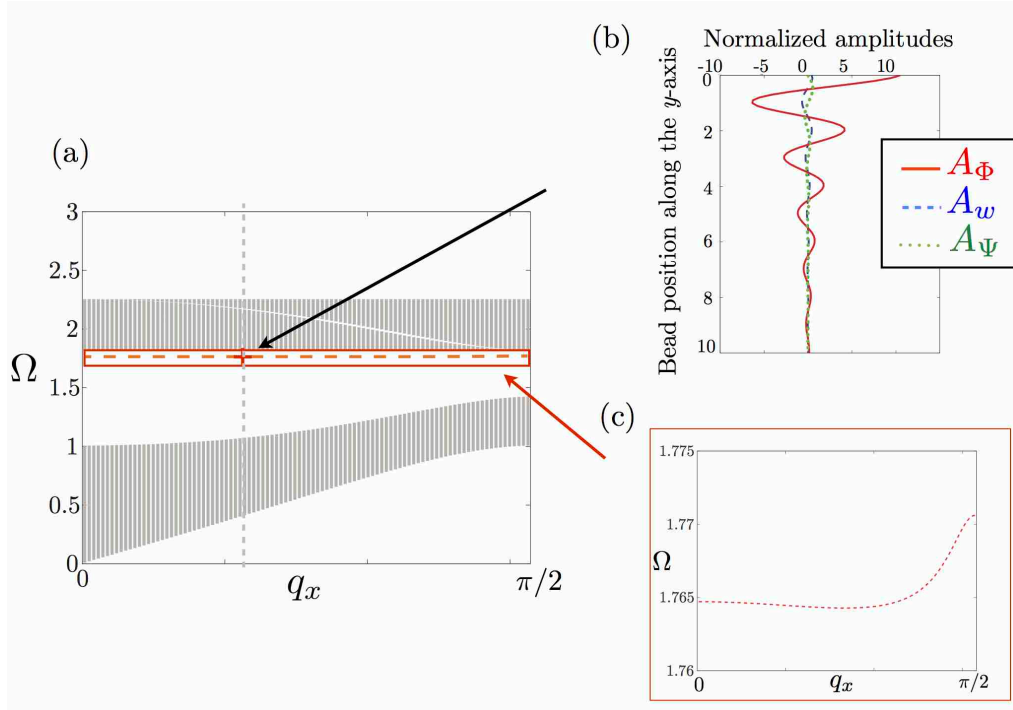 (a)
3
2.5
2
1.5
1
0.5
0
Ω
0
q_x
π/2
(b)
Normalized amplitudes
-10 -5 0 5 10
Bead position along the y-axis
0
2
4
6
8
10
A_Φ
A_w
A_Ψ
(c)
1.775
1.77
1.765
1.76
Ω
0
q_x
π/2